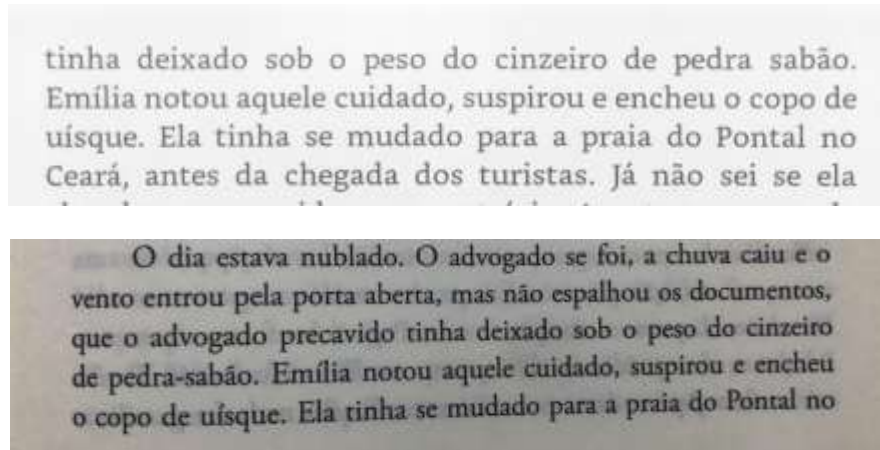 tinha deixado sob o peso do cinzeiro de pedra sabão.
Emília notou aquele cuidado, suspirou e encheu o copo de
uísque. Ela tinha se mudado para a praia do Pontal no
Ceará, antes da chegada dos turistas. Já não sei se ela
O dia estava nublado. O advogado se foi, a chuva caiu e o
vento entrou pela porta aberta, mas não espalhou os documentos,
que o advogado precavido tinha deixado sob o peso do cinzeiro
de pedra-sabão. Emília notou aquele cuidado, suspirou e encheu
o copo de uísque. Ela tinha se mudado para a praia do Pontal no